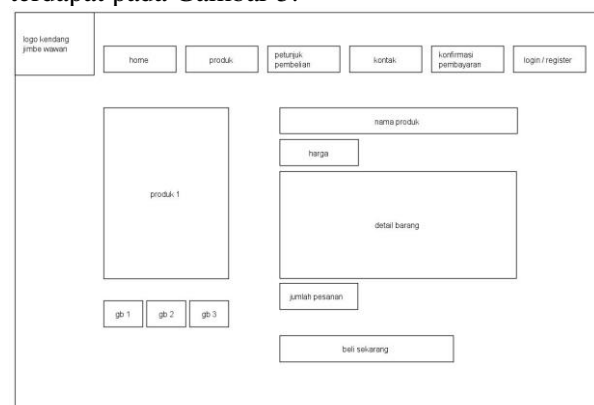 terdapat pada Gambar 3.
logo kendang
jimbe wawan
home
produk
petunjuk
pembelian
kontak
konfirmasi
pembayaran
login / register
nama produk
harga
produk 1
detail barang
jumlah pesanan
gb 1
gb 2
gb 3
beli sekarang